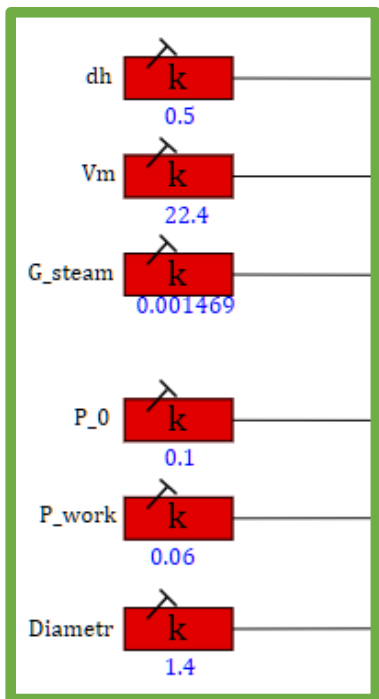 dh
k
0.5
Vm
k
22.4
G_steam
k
0.001469
P_0
k
0.1
P_work
k
0.06
Diametr
k
1.4